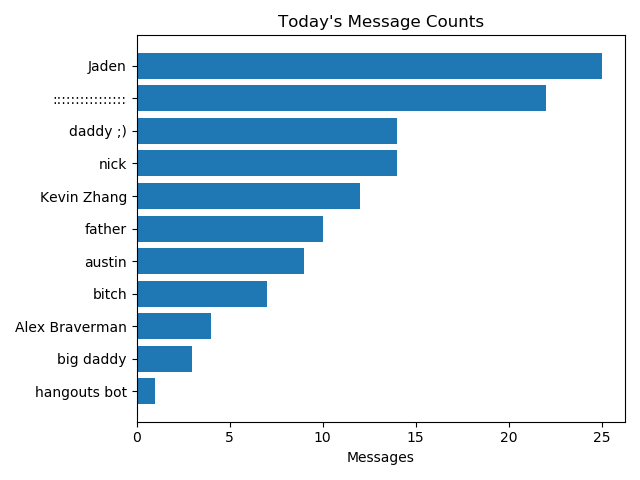 Today's Message Counts
Jaden
::::::::::::::::
daddy ;)
nick
Kevin Zhang
father
austin
bitch
Alex Braverman
big daddy
hangouts bot
0 5 10 15 20 25
Messages